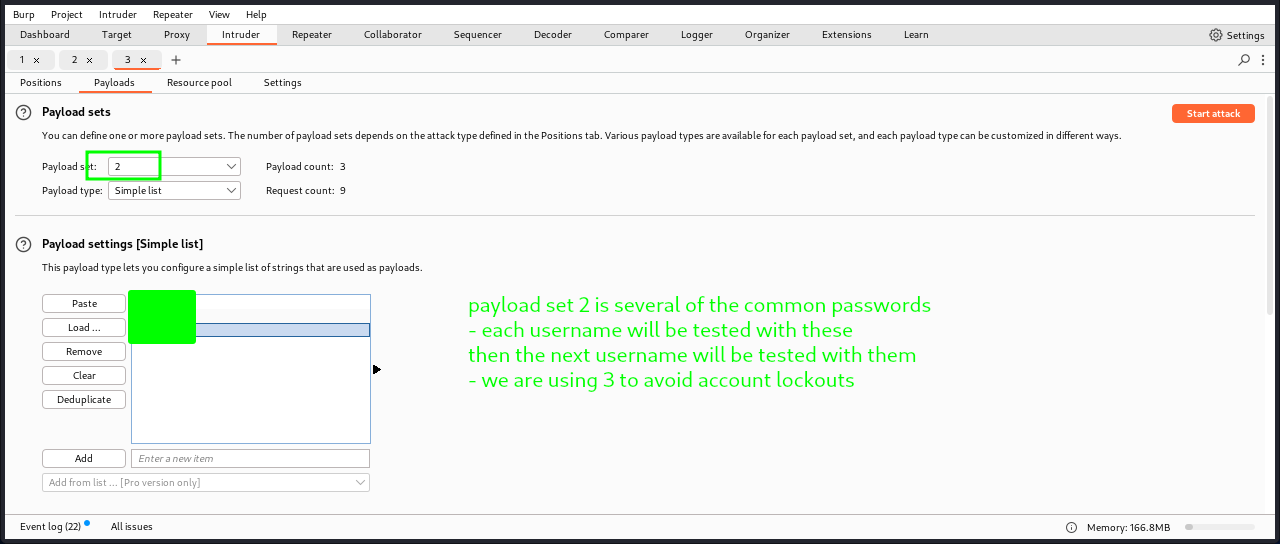 Burp Project Intruder Repeater View Help
Dashboard Target Proxy Intruder Repeater Collaborator Sequencer Decoder Comparer Logger Organizer Extensions Learn Settings
1 × 2 × 3 × +
Positions Payloads Resource pool Settings
? Payload sets Start attack
You can define one or more payload sets. The number of payload sets depends on the attack type defined in the Positions tab. Various payload types are available for each payload set, and each payload type can be customized in different ways.
Payload set: 2 Payload count: 3
Payload type: Simple list Request count: 9
? Payload settings [Simple list]
This payload type lets you configure a simple list of strings that are used as payloads.
Paste
Load ...
Remove
Clear
Deduplicate
payload set 2 is several of the common passwords
- each username will be tested with these
then the next username will be tested with them
- we are using 3 to avoid account lockouts
Add Enter a new item
Add from list ... [Pro version only]
Event log (22) All issues Memory: 166.8MB